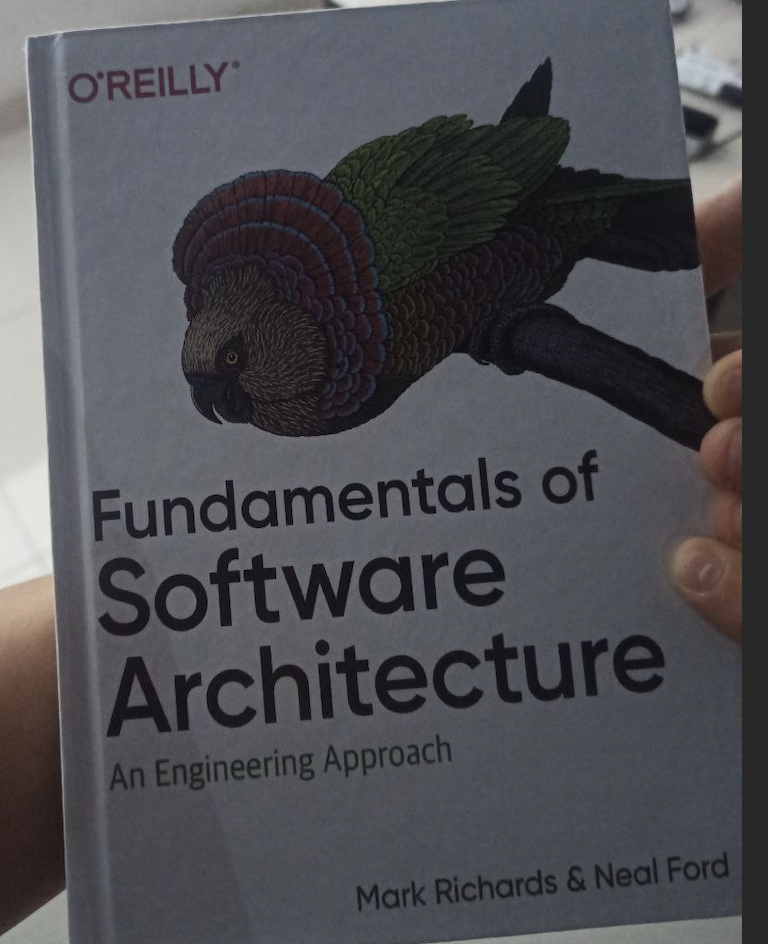 O'REILLY®
Fundamentals of
Software
Architecture
An Engineering Approach
Mark Richards & Neal Ford